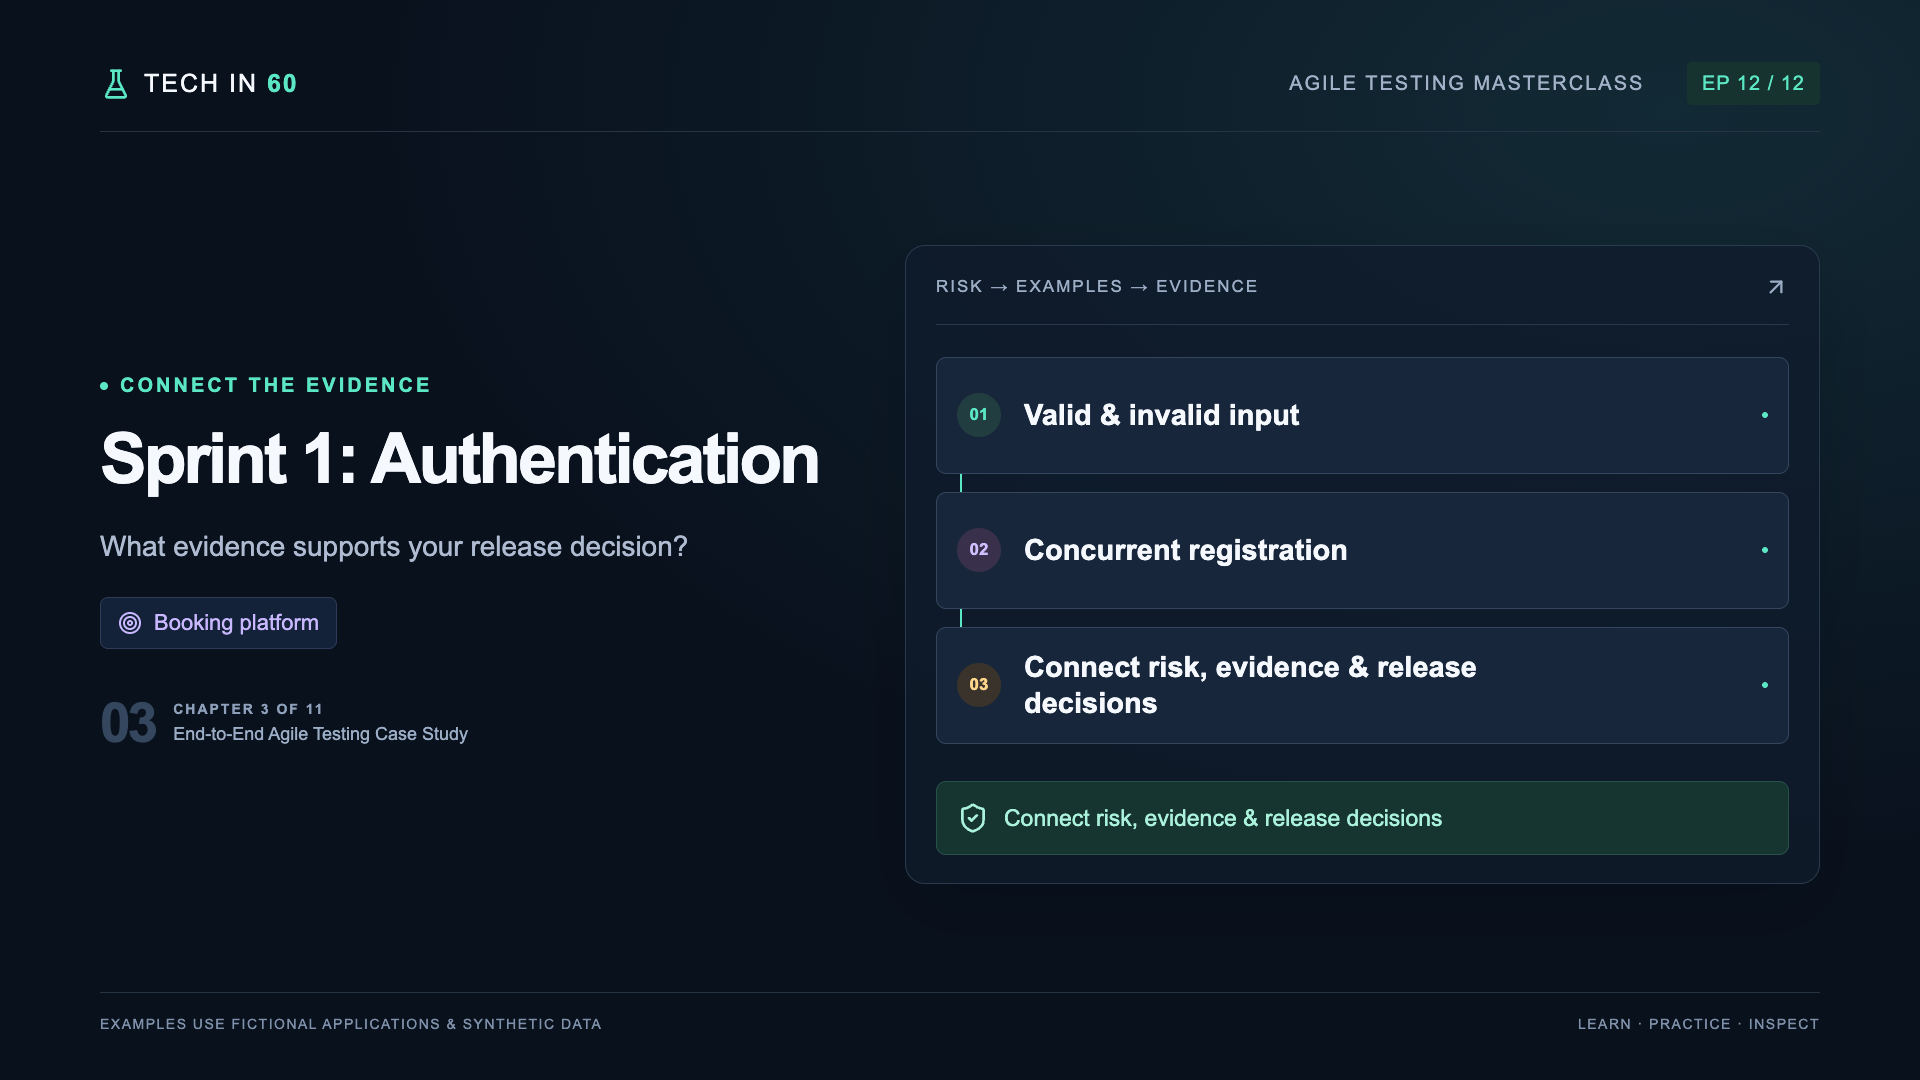 TECH IN 60
AGILE TESTING MASTERCLASS
EP 12 / 12
CONNECT THE EVIDENCE
Sprint 1: Authentication
What evidence supports your release decision?
Booking platform
03
CHAPTER 3 OF 11
End-to-End Agile Testing Case Study
RISK → EXAMPLES → EVIDENCE
01
Valid & invalid input
02
Concurrent registration
03
Connect risk, evidence & release
decisions
Connect risk, evidence & release decisions
EXAMPLES USE FICTIONAL APPLICATIONS & SYNTHETIC DATA
LEARN · PRACTICE · INSPECT